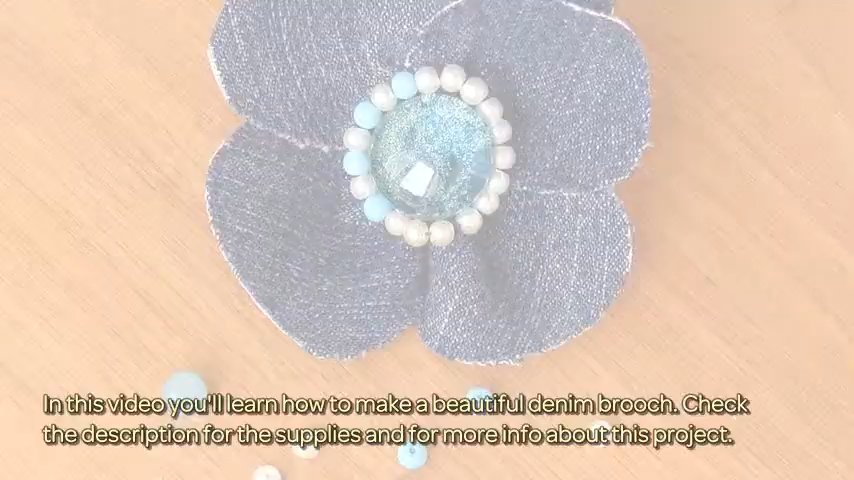 In this video you'll learn how to make a beautiful denim brooch. Check
the description for the supplies and for more info about this project.